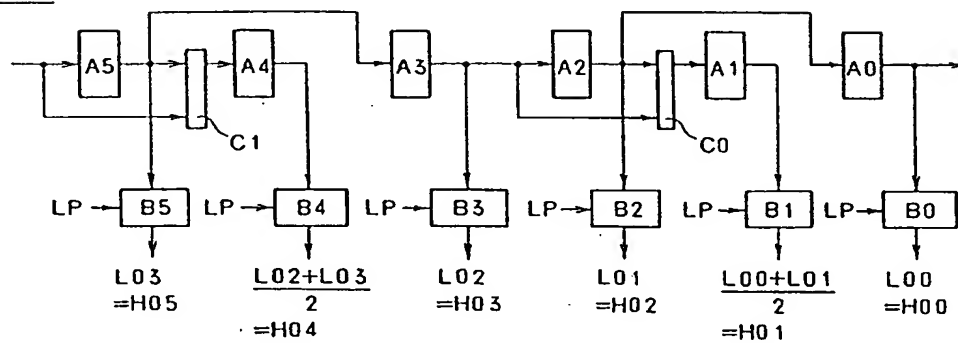 A5
A4
A3
A2
A1
A0
C1
C0
LP
B5
LP
B4
LP
B3
LP
B2
LP
B1
LP
B0
L03
=H05
L02+L03
2
=H04
L02
=H03
L01
=H02
L00+L01
2
=H01
L00
=H00